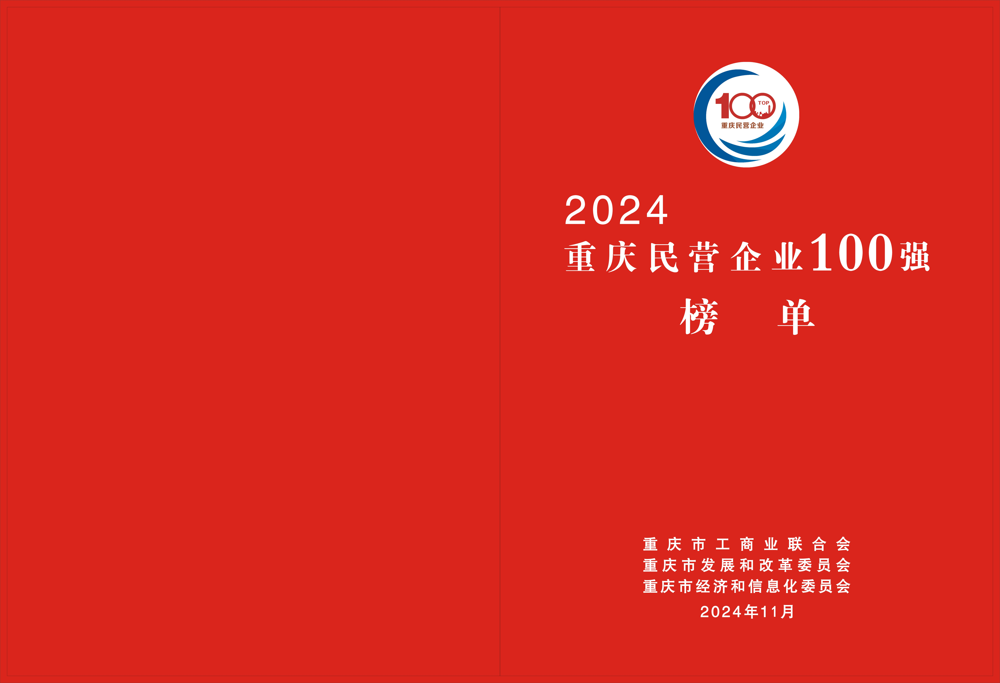 100
TOP
重庆民营企业
2024
重庆民营企业100强
榜单
重庆市工商业联合会
重庆市发展和改革委员会
重庆市经济和信息化委员会
2024年11月